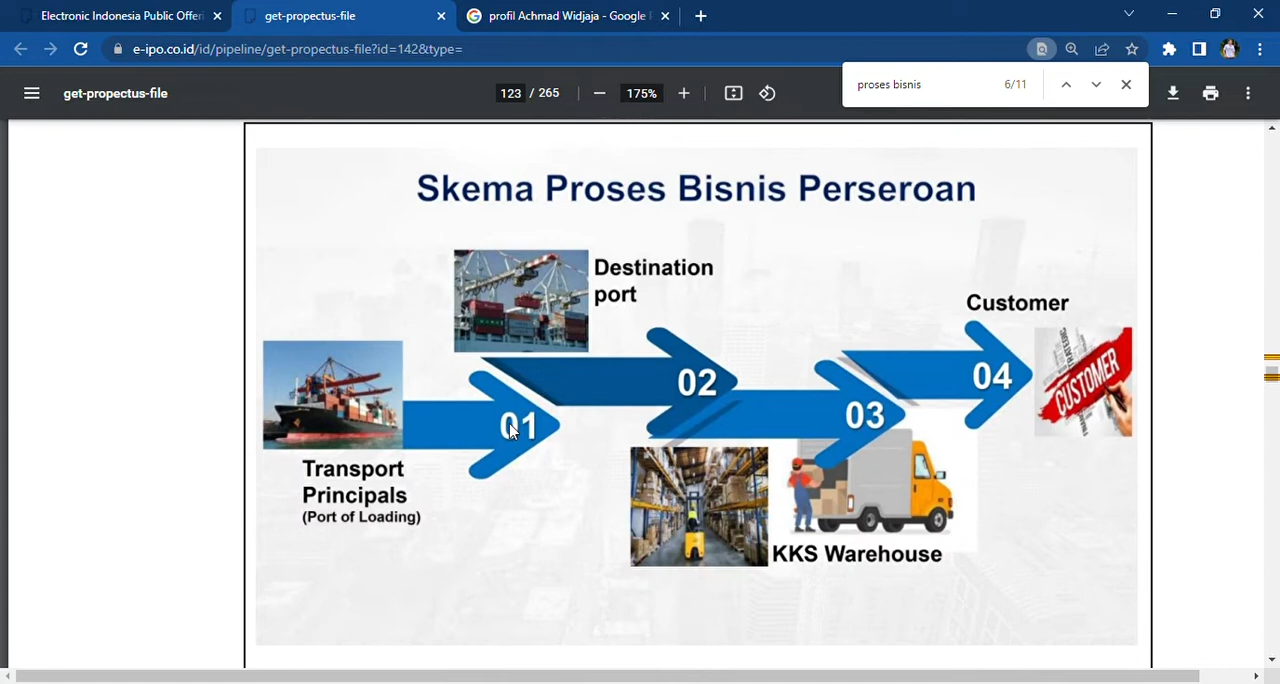 Electronic Indonesia Public Offeri
get-propectus-file
profil Achmad Widjaja - Google
e-ipo.co.id/id/pipeline/get-propectus-file?id=142&type=
proses bisnis
6/11
get-propectus-file
123 / 265
175%
Skema Proses Bisnis Perseroan
Destination
port
Customer
CUSTOMER
01
02
03
04
Transport
Principals
(Port of Loading)
KKS Warehouse